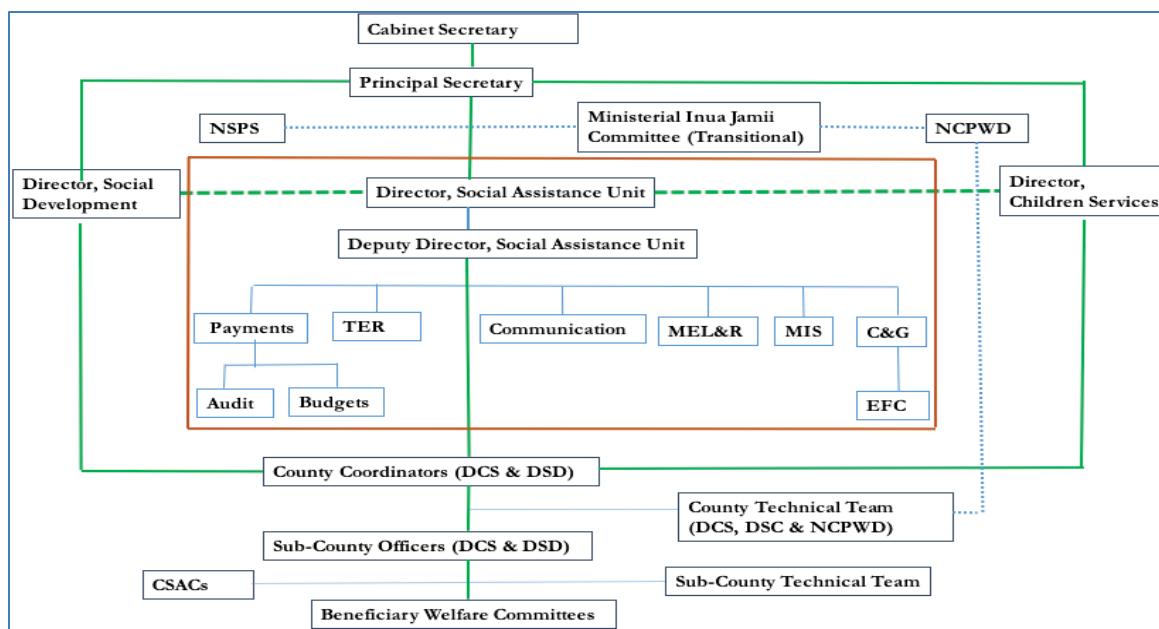 Cabinet Secretary
Principal Secretary
NSPS
Ministerial Inua Jamii
Committee (Transitional)
NCPWD
Director, Social
Development
Director, Social Assistance Unit
Director,
Children Services
Deputy Director, Social Assistance Unit
Payments
TER
Communication
MEL&R
MIS
C&G
Audit
Budgets
EFC
County Coordinators (DCS & DSD)
County Technical Team
(DCS, DSC & NCPWD)
Sub-County Officers (DCS & DSD)
CSACs
Sub-County Technical Team
Beneficiary Welfare Committees